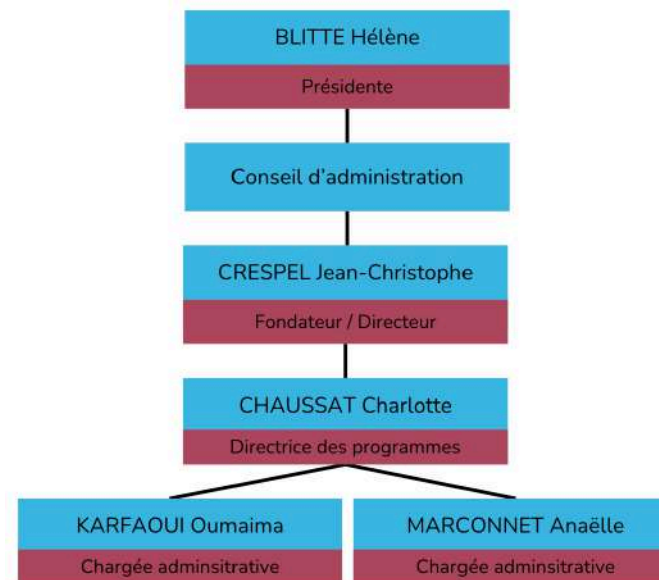 BLITTE Hélène
Présidente
Conseil d'administration
CRESPEL Jean-Christophe
Fondateur / Directeur
CHAUSSAT Charlotte
Directrice des programmes
KARFAOUI Oumaima
Chargée adminsitrative
MARCONNET Anaëlle
Chargée adminsitrative